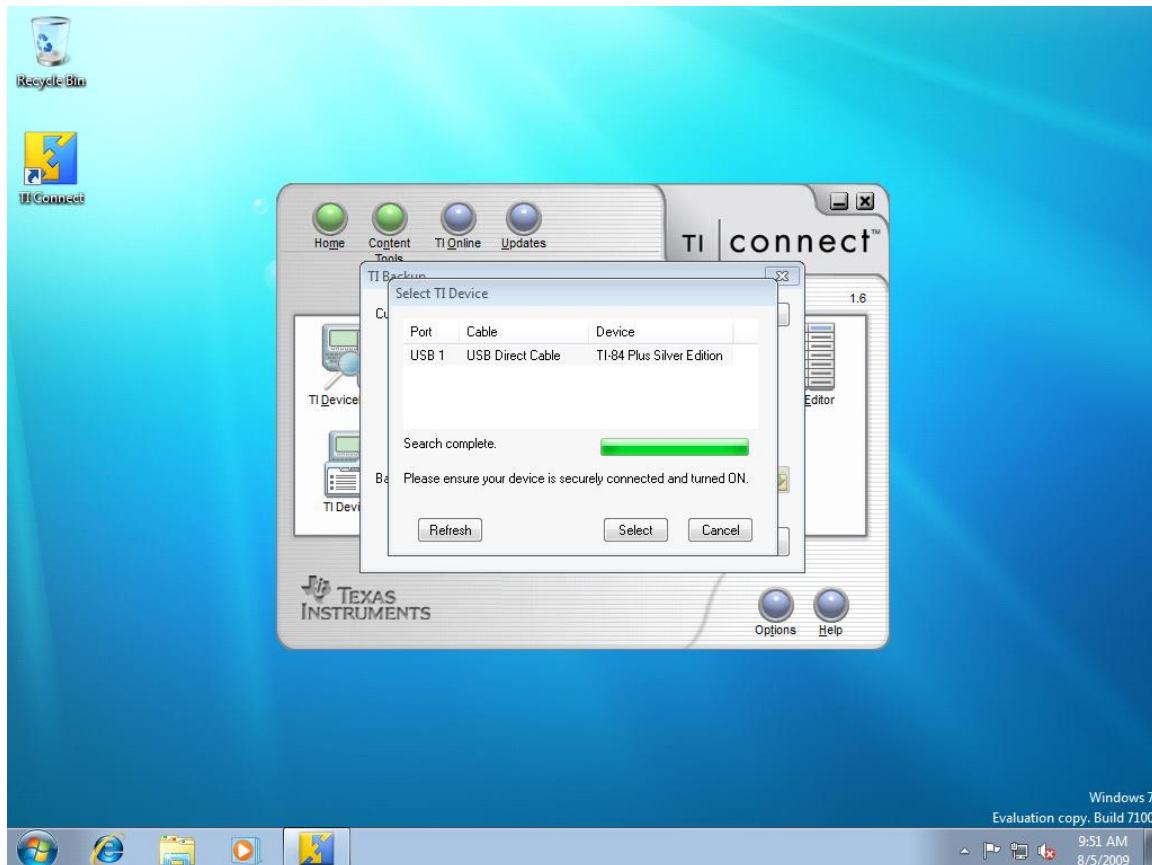 Recycle Bin
TI Connect
Home
Content Tools
TI Online
Updates
TI connect™
1.6
TI Backup
Select TI Device
Cu
Port Cable Device
USB 1 USB Direct Cable TI-84 Plus Silver Edition
TI Device
Editor
Search complete.
Ba
Please ensure your device is securely connected and turned ON.
TI Devi
Refresh Select Cancel
TEXAS
INSTRUMENTS
Options Help
Windows 7
Evaluation copy. Build 7100
9:51 AM
8/5/2009